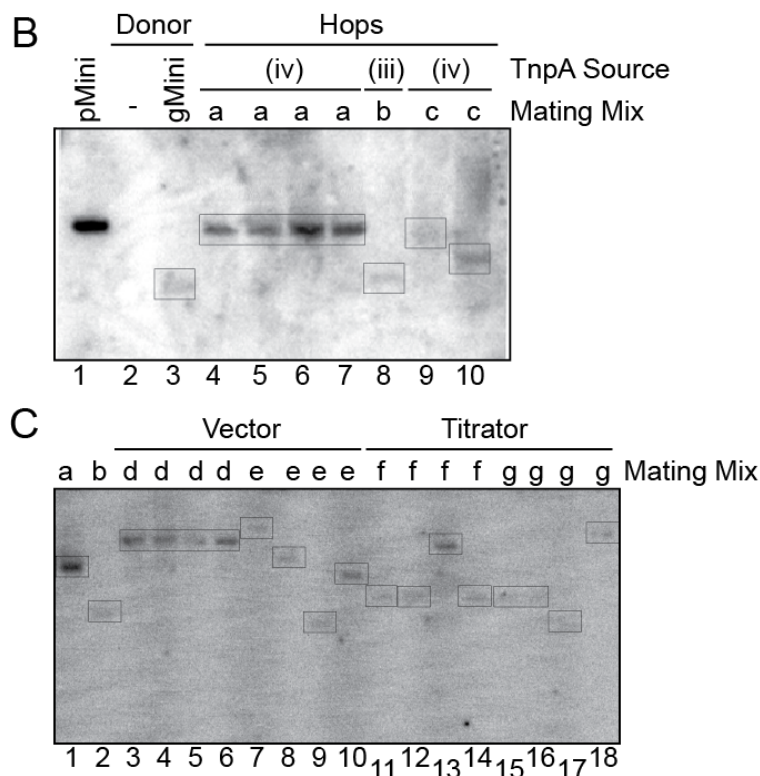 B
Donor Hops
pMini - gMini (iv) (iii) (iv) TnpA Source
a a a a b c c Mating Mix
1 2 3 4 5 6 7 8 9 10
C
Vector Titrator
a b d d d d e e e e f f f f g g g g Mating Mix
1 2 3 4 5 6 7 8 9 10 11 12 13 14 15 16 17 18